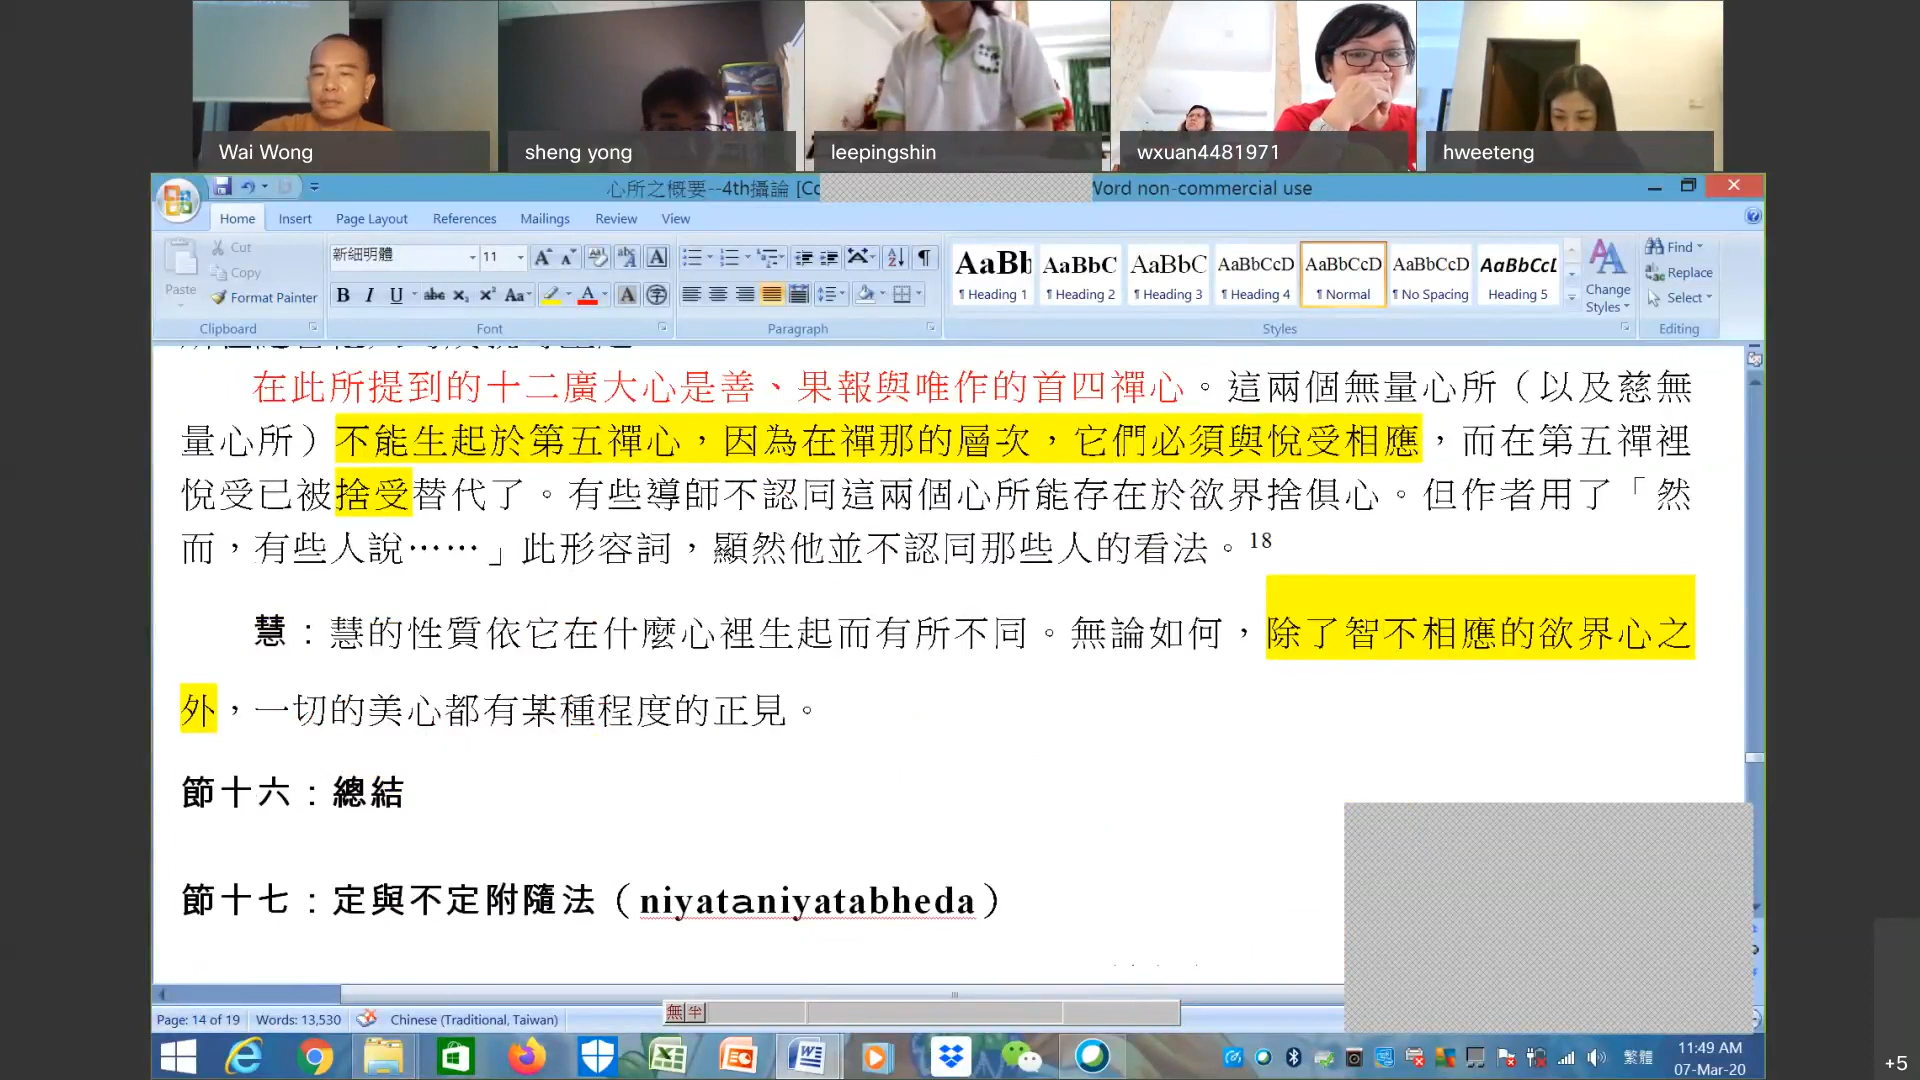 Wai Wong
sheng yong
leepingshin
wxuan4481971
hweeteng
心所之概要--4th攝論 [Co
Word non-commercial use
Home Insert Page Layout References Mailings Review View
Cut
Copy
Paste
Format Painter
Clipboard
新細明體 11
Font
Paragraph
AaBb AaBbC AaBbC AaBbCcD AaBbCcD AaBbCcD AaBbCcL
¶ Heading 1 ¶ Heading 2 ¶ Heading 3 ¶ Heading 4 ¶ Normal ¶ No Spacing Heading 5
Change Styles
Styles
Find
Replace
Select
Editing
在此所提到的十二廣大心是善、果報與唯作的首四禪心。這兩個無量心所（以及慈無
量心所）不能生起於第五禪心，因為在禪那的層次，它們必須與悅受相應，而在第五禪裡
悅受已被捨受替代了。有些導師不認同這兩個心所能存在於欲界捨俱心。但作者用了「然
而，有些人說……」此形容詞，顯然他並不認同那些人的看法。18
慧：慧的性質依它在什麼心裡生起而有所不同。無論如何，除了智不相應的欲界心之
外，一切的美心都有某種程度的正見。
節十六：總結
節十七：定與不定附隨法（niyataniyatabheda）
Page: 14 of 19 Words: 13,530 Chinese (Traditional, Taiwan)
無 半
繁體
11:49 AM
07-Mar-20
+5